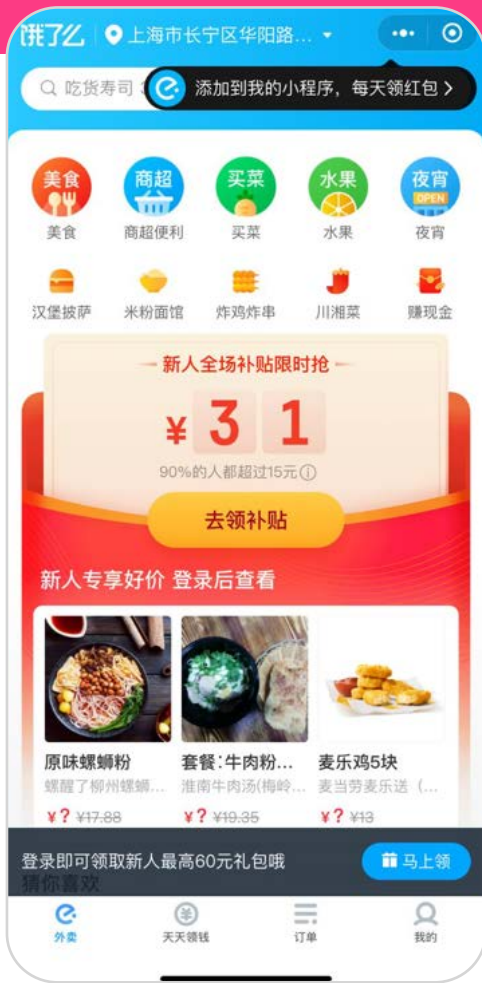 饿了么 上海市长宁区华阳路...
吃货寿司
添加到我的小程序，每天领红包
美食 商超 买菜 水果 夜宵
OPEN
美食 商超便利 买菜 水果 夜宵
汉堡披萨 米粉面馆 炸鸡炸串 川湘菜 赚现金
新人全场补贴限时抢
¥ 3 1
90%的人都超过15元
去领补贴
新人专享好价 登录后查看
原味螺蛳粉 套餐:牛肉粉... 麦乐鸡5块
螺醒了柳州螺蛳... 淮南牛肉汤(梅岭... 麦当劳麦乐送（...
¥? ¥17.88 ¥? ¥19.35 ¥? ¥13
登录即可领取新人最高60元礼包哦 马上领
猜你喜欢
外卖 天天领钱 订单 我的